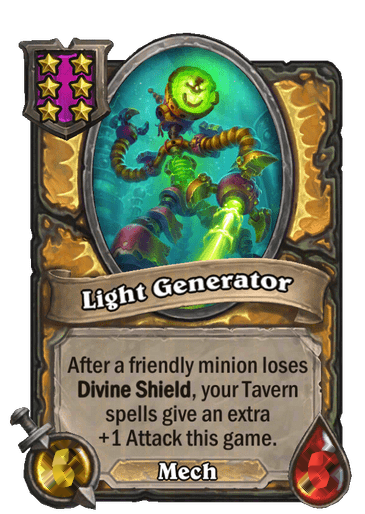 Light Generator
After a friendly minion loses
Divine Shield, your Tavern
spells give an extra
+1 Attack this game.
Mech